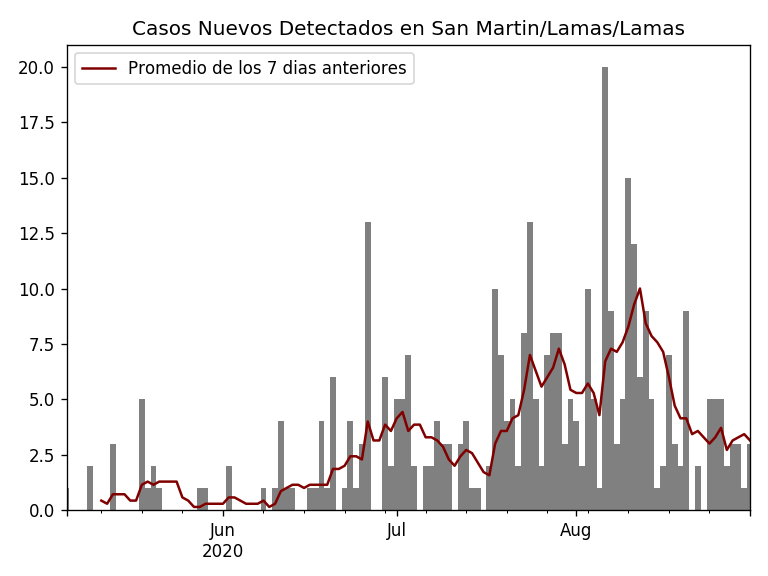 Casos Nuevos Detectados en San Martin/Lamas/Lamas
Promedio de los 7 dias anteriores
20.0
17.5
15.0
12.5
10.0
7.5
5.0
2.5
0.0
Jun
2020
Jul
Aug